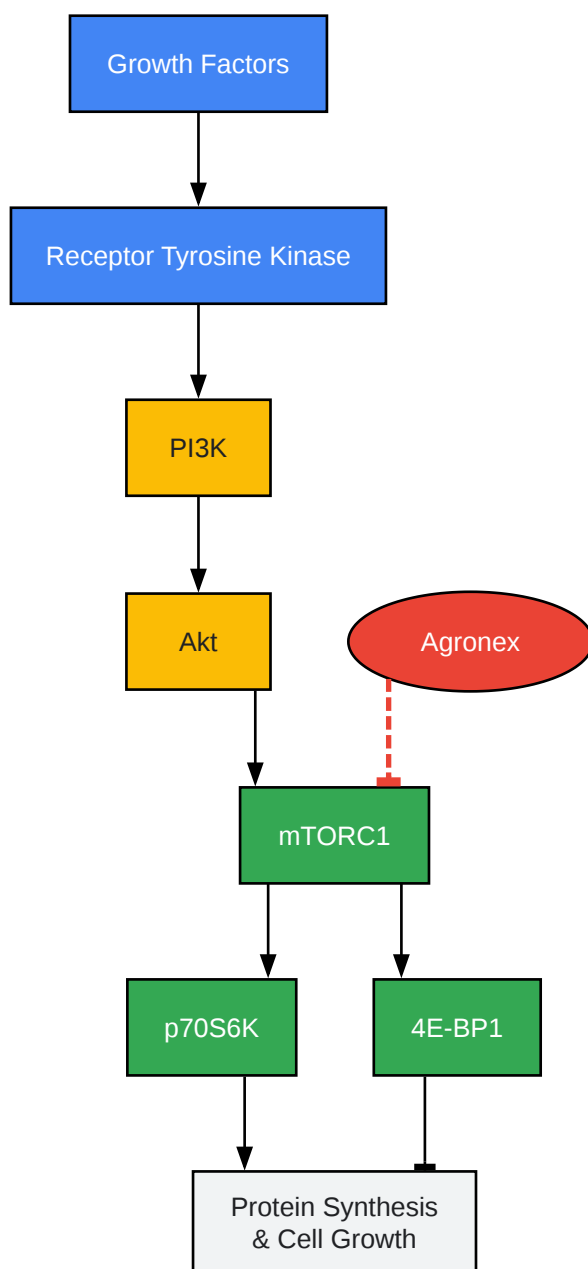 Growth Factors
Receptor Tyrosine Kinase
PI3K
Akt
Agronex
mTORC1
p70S6K
4E-BP1
Protein Synthesis
& Cell Growth